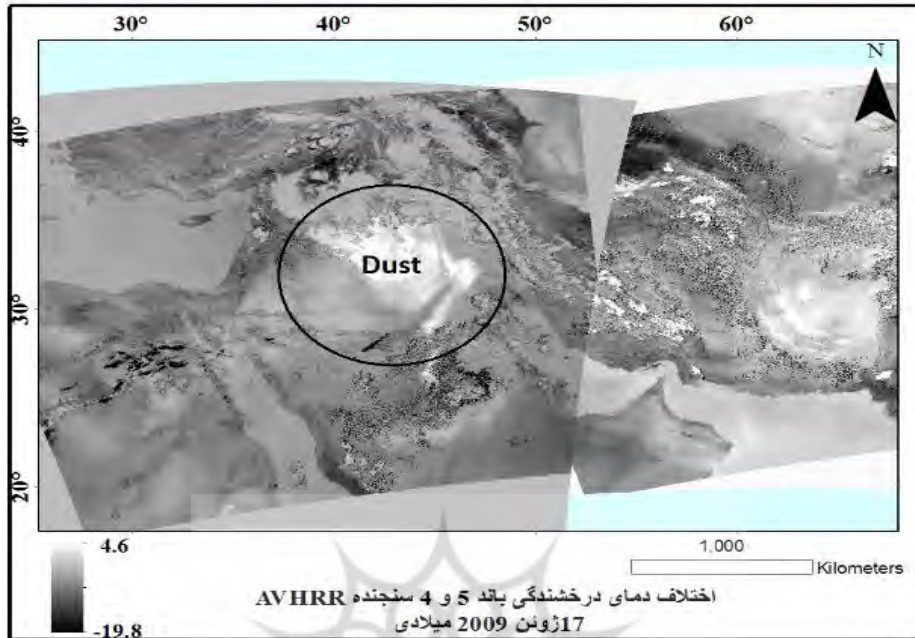 30° 40° 50° 60°
N
40°
30°
20°
Dust
4.6
-19.8
1,000
Kilometers
اختلاف دمای درخشندگی باند 5 و 4 سنجنده AVHRR
17ژوئن 2009 میلادی